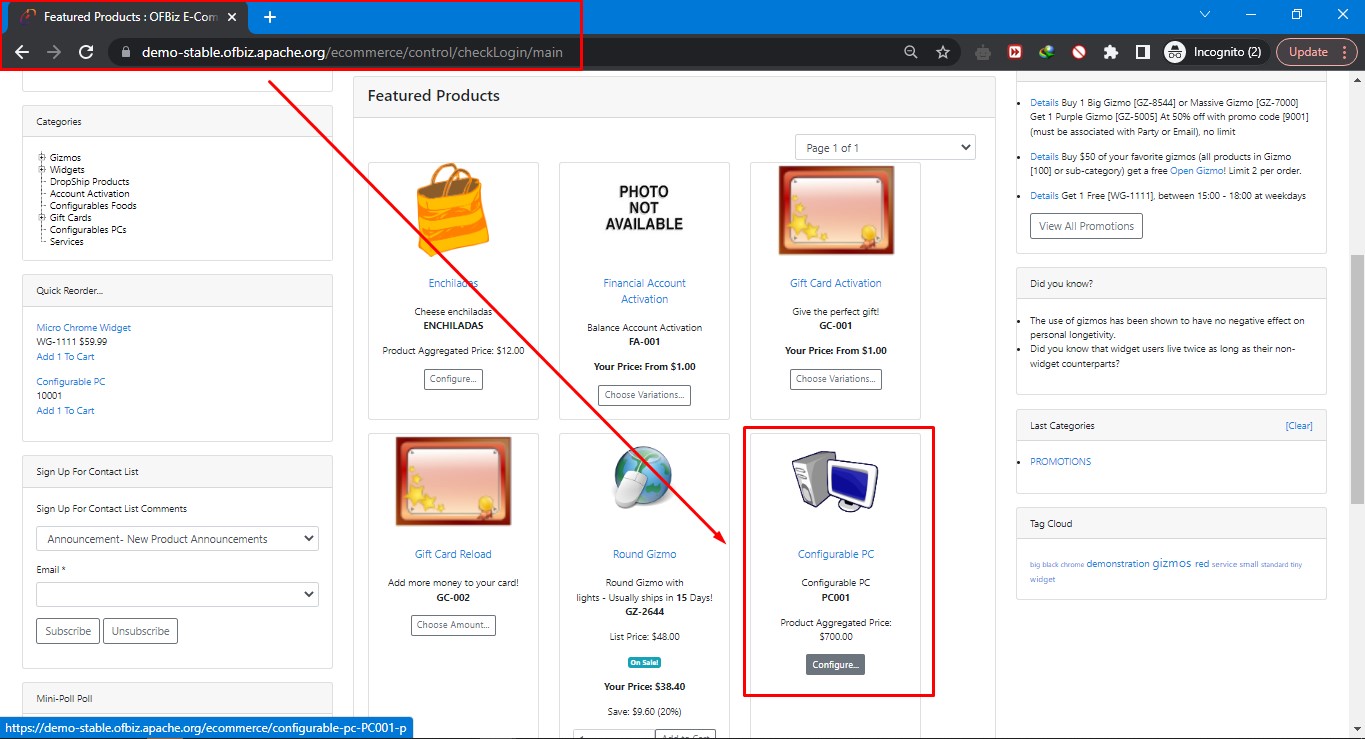 Featured Products : OFBiz E-Com
demo-stable.ofbiz.apache.org/ecommerce/control/checkLogin/main
Incognito (2)
Update
Categories
Gizmos
Widgets
DropShip Products
Account Activation
Configurables Foods
Gift Cards
Configurables PCs
Services
Quick Reorder...
Micro Chrome Widget
WG-1111 $59.99
Add 1 To Cart
Configurable PC
10001
Add 1 To Cart
Sign Up For Contact List
Sign Up For Contact List Comments
Announcement- New Product Announcements
Email *
Subscribe
Unsubscribe
Mini-Poll Poll
https://demo-stable.ofbiz.apache.org/ecommerce/configurable-pc-PC001-p
Featured Products
Page 1 of 1
Enchiladas
Cheese enchiladas
ENCHILADAS
Product Aggregated Price: $12.00
Configure...
PHOTO
NOT
AVAILABLE
Financial Account
Activation
Balance Account Activation
FA-001
Your Price: From $1.00
Choose Variations...
Gift Card Activation
Give the perfect gift!
GC-001
Your Price: From $1.00
Choose Variations...
Gift Card Reload
Add more money to your card!
GC-002
Choose Amount...
Round Gizmo
Round Gizmo with
lights - Usually ships in 15 Days!
GZ-2644
List Price: $48.00
On Sale!
Your Price: $38.40
Save: $9.60 (20%)
1
Add to Cart
Configurable PC
Configurable PC
PC001
Product Aggregated Price:
$700.00
Configure...
Details Buy 1 Big Gizmo [GZ-8544] or Massive Gizmo [GZ-7000]
Get 1 Purple Gizmo [GZ-5005] At 50% off with promo code [9001]
(must be associated with Party or Email), no limit
Details Buy $50 of your favorite gizmos (all products in Gizmo
[100] or sub-category) get a free Open Gizmo! Limit 2 per order.
Details Get 1 Free [WG-1111], between 15:00 - 18:00 at weekdays
View All Promotions
Did you know?
The use of gizmos has been shown to have no negative effect on
personal longetivity.
Did you know that widget users live twice as long as their non-
widget counterparts?
Last Categories
[Clear]
PROMOTIONS
Tag Cloud
big black chrome demonstration gizmos red service small standard tiny
widget